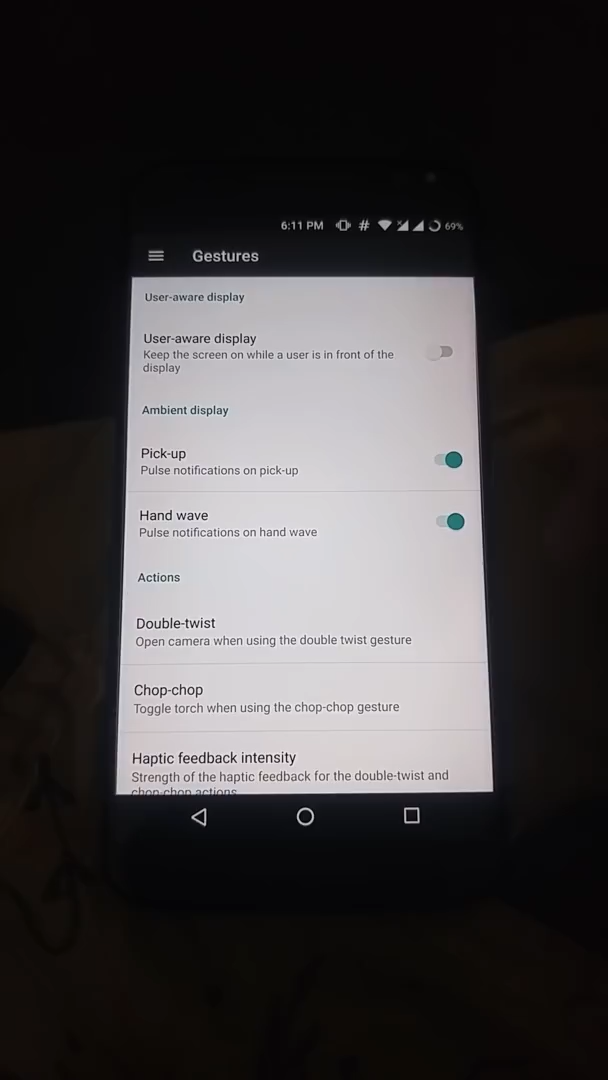 6:11 PM # 69%
Gestures
User-aware display
User-aware display
Keep the screen on while a user is in front of the
display
Ambient display
Pick-up
Pulse notifications on pick-up
Hand wave
Pulse notifications on hand wave
Actions
Double-twist
Open camera when using the double twist gesture
Chop-chop
Toggle torch when using the chop-chop gesture
Haptic feedback intensity
Strength of the haptic feedback for the double-twist and
chop-chop actions